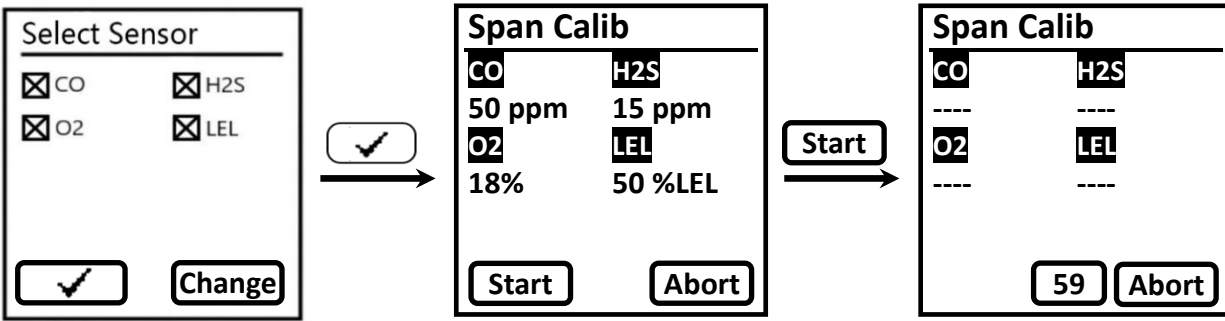 Select Sensor
CO H2S
O2 LEL
✓ Change
✓
Span Calib
CO H2S
50 ppm 15 ppm
O2 LEL
18% 50 %LEL
Start Abort
Start
Span Calib
CO H2S
---- ----
O2 LEL
---- ----
59 Abort